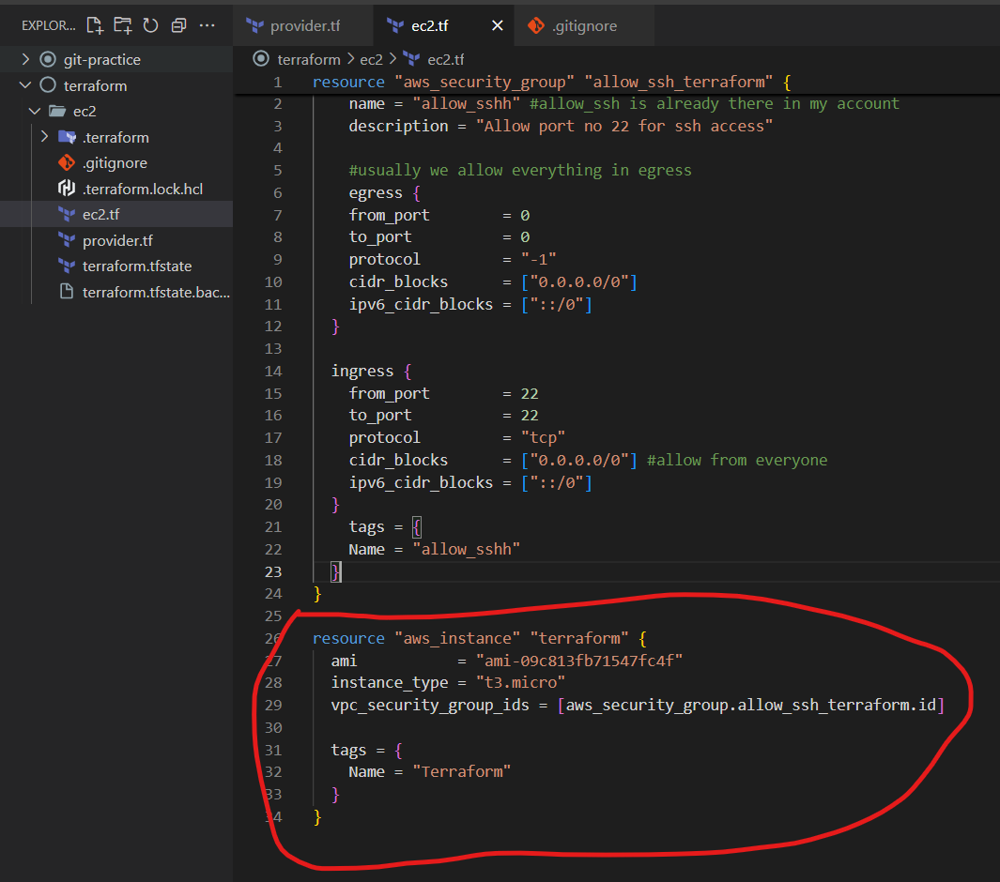 EXPLOR...
git-practice
terraform
ec2
.terraform
.gitignore
.terraform.lock.hcl
ec2.tf
provider.tf
terraform.tfstate
terraform.tfstate.bac...
provider.tf
ec2.tf
.gitignore
terraform > ec2 > ec2.tf
1 resource "aws_security_group" "allow_ssh_terraform" {
2 name = "allow_sshh" #allow_ssh is already there in my account
3 description = "Allow port no 22 for ssh access"
4
5 #usually we allow everything in egress
6 egress {
7 from_port = 0
8 to_port = 0
9 protocol = "-1"
10 cidr_blocks = ["0.0.0.0/0"]
11 ipv6_cidr_blocks = ["::/0"]
12 }
13
14 ingress {
15 from_port = 22
16 to_port = 22
17 protocol = "tcp"
18 cidr_blocks = ["0.0.0.0/0"] #allow from everyone
19 ipv6_cidr_blocks = ["::/0"]
20 }
21 tags = {
22 Name = "allow_sshh"
23 }
24 }
25
26 resource "aws_instance" "terraform" {
27 ami = "ami-09c813fb71547fc4f"
28 instance_type = "t3.micro"
29 vpc_security_group_ids = [aws_security_group.allow_ssh_terraform.id]
30
31 tags = {
32 Name = "Terraform"
33 }
34 }